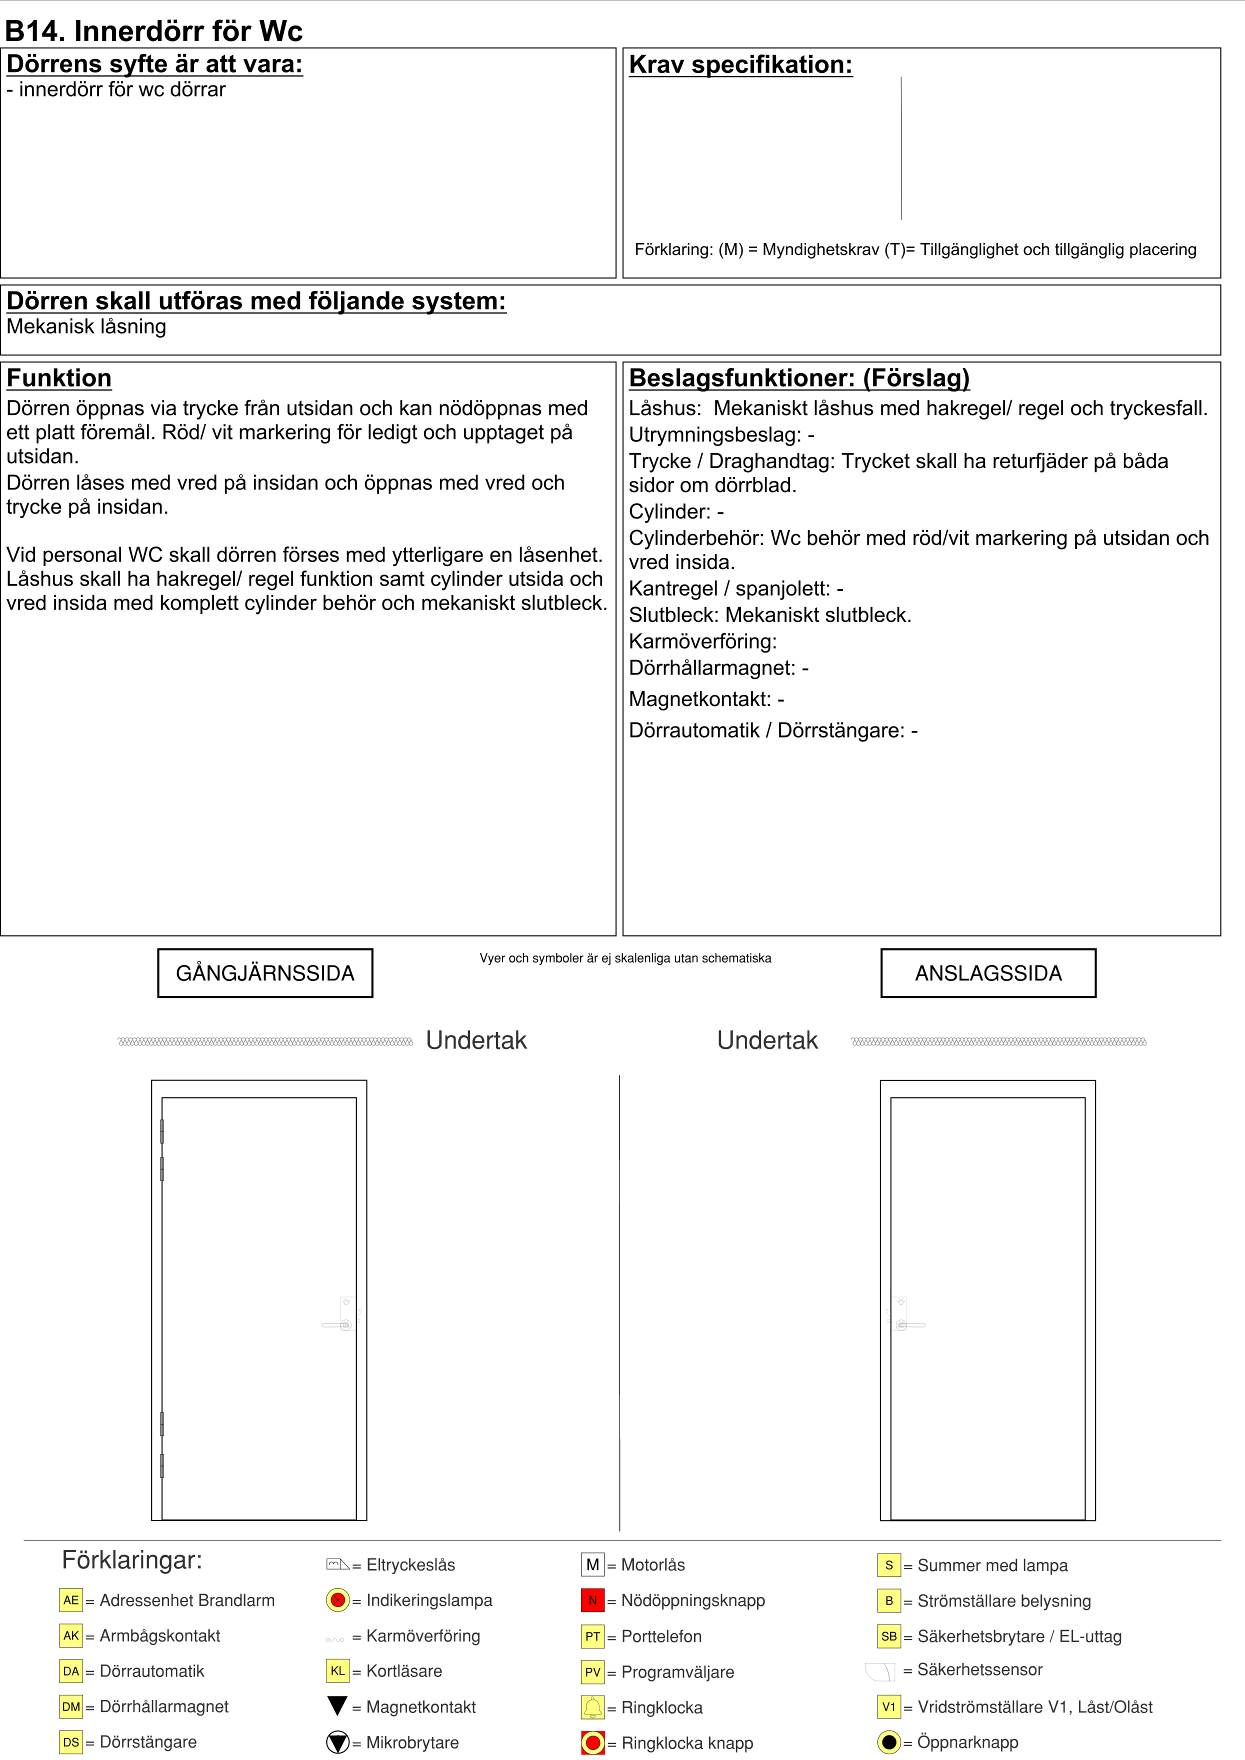 B14. Innerdörr för Wc
Dörrens syfte är att vara:
- innerdörr för wc dörrar
Krav specifikation:
Förklaring: (M) = Myndighetskrav (T)= Tillgänglighet och tillgänglig placering
Dörren skall utföras med följande system:
Mekanisk låsning
Funktion
Dörren öppnas via trycke från utsidan och kan nödöppnas med
ett platt föremål. Röd/ vit markering för ledigt och upptaget på
utsidan.
Dörren låses med vred på insidan och öppnas med vred och
trycke på insidan.
Vid personal WC skall dörren förses med ytterligare en låsenhet.
Låshus skall ha hakregel/ regel funktion samt cylinder utsida och
vred insida med komplett cylinder behör och mekaniskt slutbleck.
Beslagsfunktioner: (Förslag)
Låshus:  Mekaniskt låshus med hakregel/ regel och tryckesfall.
Utrymningsbeslag: -
Trycke / Draghandtag: Trycket skall ha returfjäder på båda
sidor om dörrblad.
Cylinder: -
Cylinderbehör: Wc behör med röd/vit markering på utsidan och
vred insida.
Kantregel / spanjolett: -
Slutbleck: Mekaniskt slutbleck.
Karmöverföring:
Dörrhållarmagnet: -
Magnetkontakt: -
Dörrautomatik / Dörrstängare: -
GÅNGJÄRNSSIDA
Vyer och symboler är ej skalenliga utan schematiska
ANSLAGSSIDA
Undertak
Undertak
Förklaringar:
AE = Adressenhet Brandlarm
AK = Armbågskontakt
DA = Dörrautomatik
DM = Dörrhållarmagnet
DS = Dörrstängare
= Eltryckeslås
= Indikeringslampa
= Karmöverföring
KL = Kortläsare
= Magnetkontakt
= Mikrobrytare
M = Motorlås
N = Nödöppningsknapp
PT = Porttelefon
PV = Programväljare
= Ringklocka
= Ringklocka knapp
S = Summer med lampa
B = Strömställare belysning
SB = Säkerhetsbrytare / EL-uttag
= Säkerhetssensor
V1 = Vridströmställare V1, Låst/Olåst
= Öppnarknapp